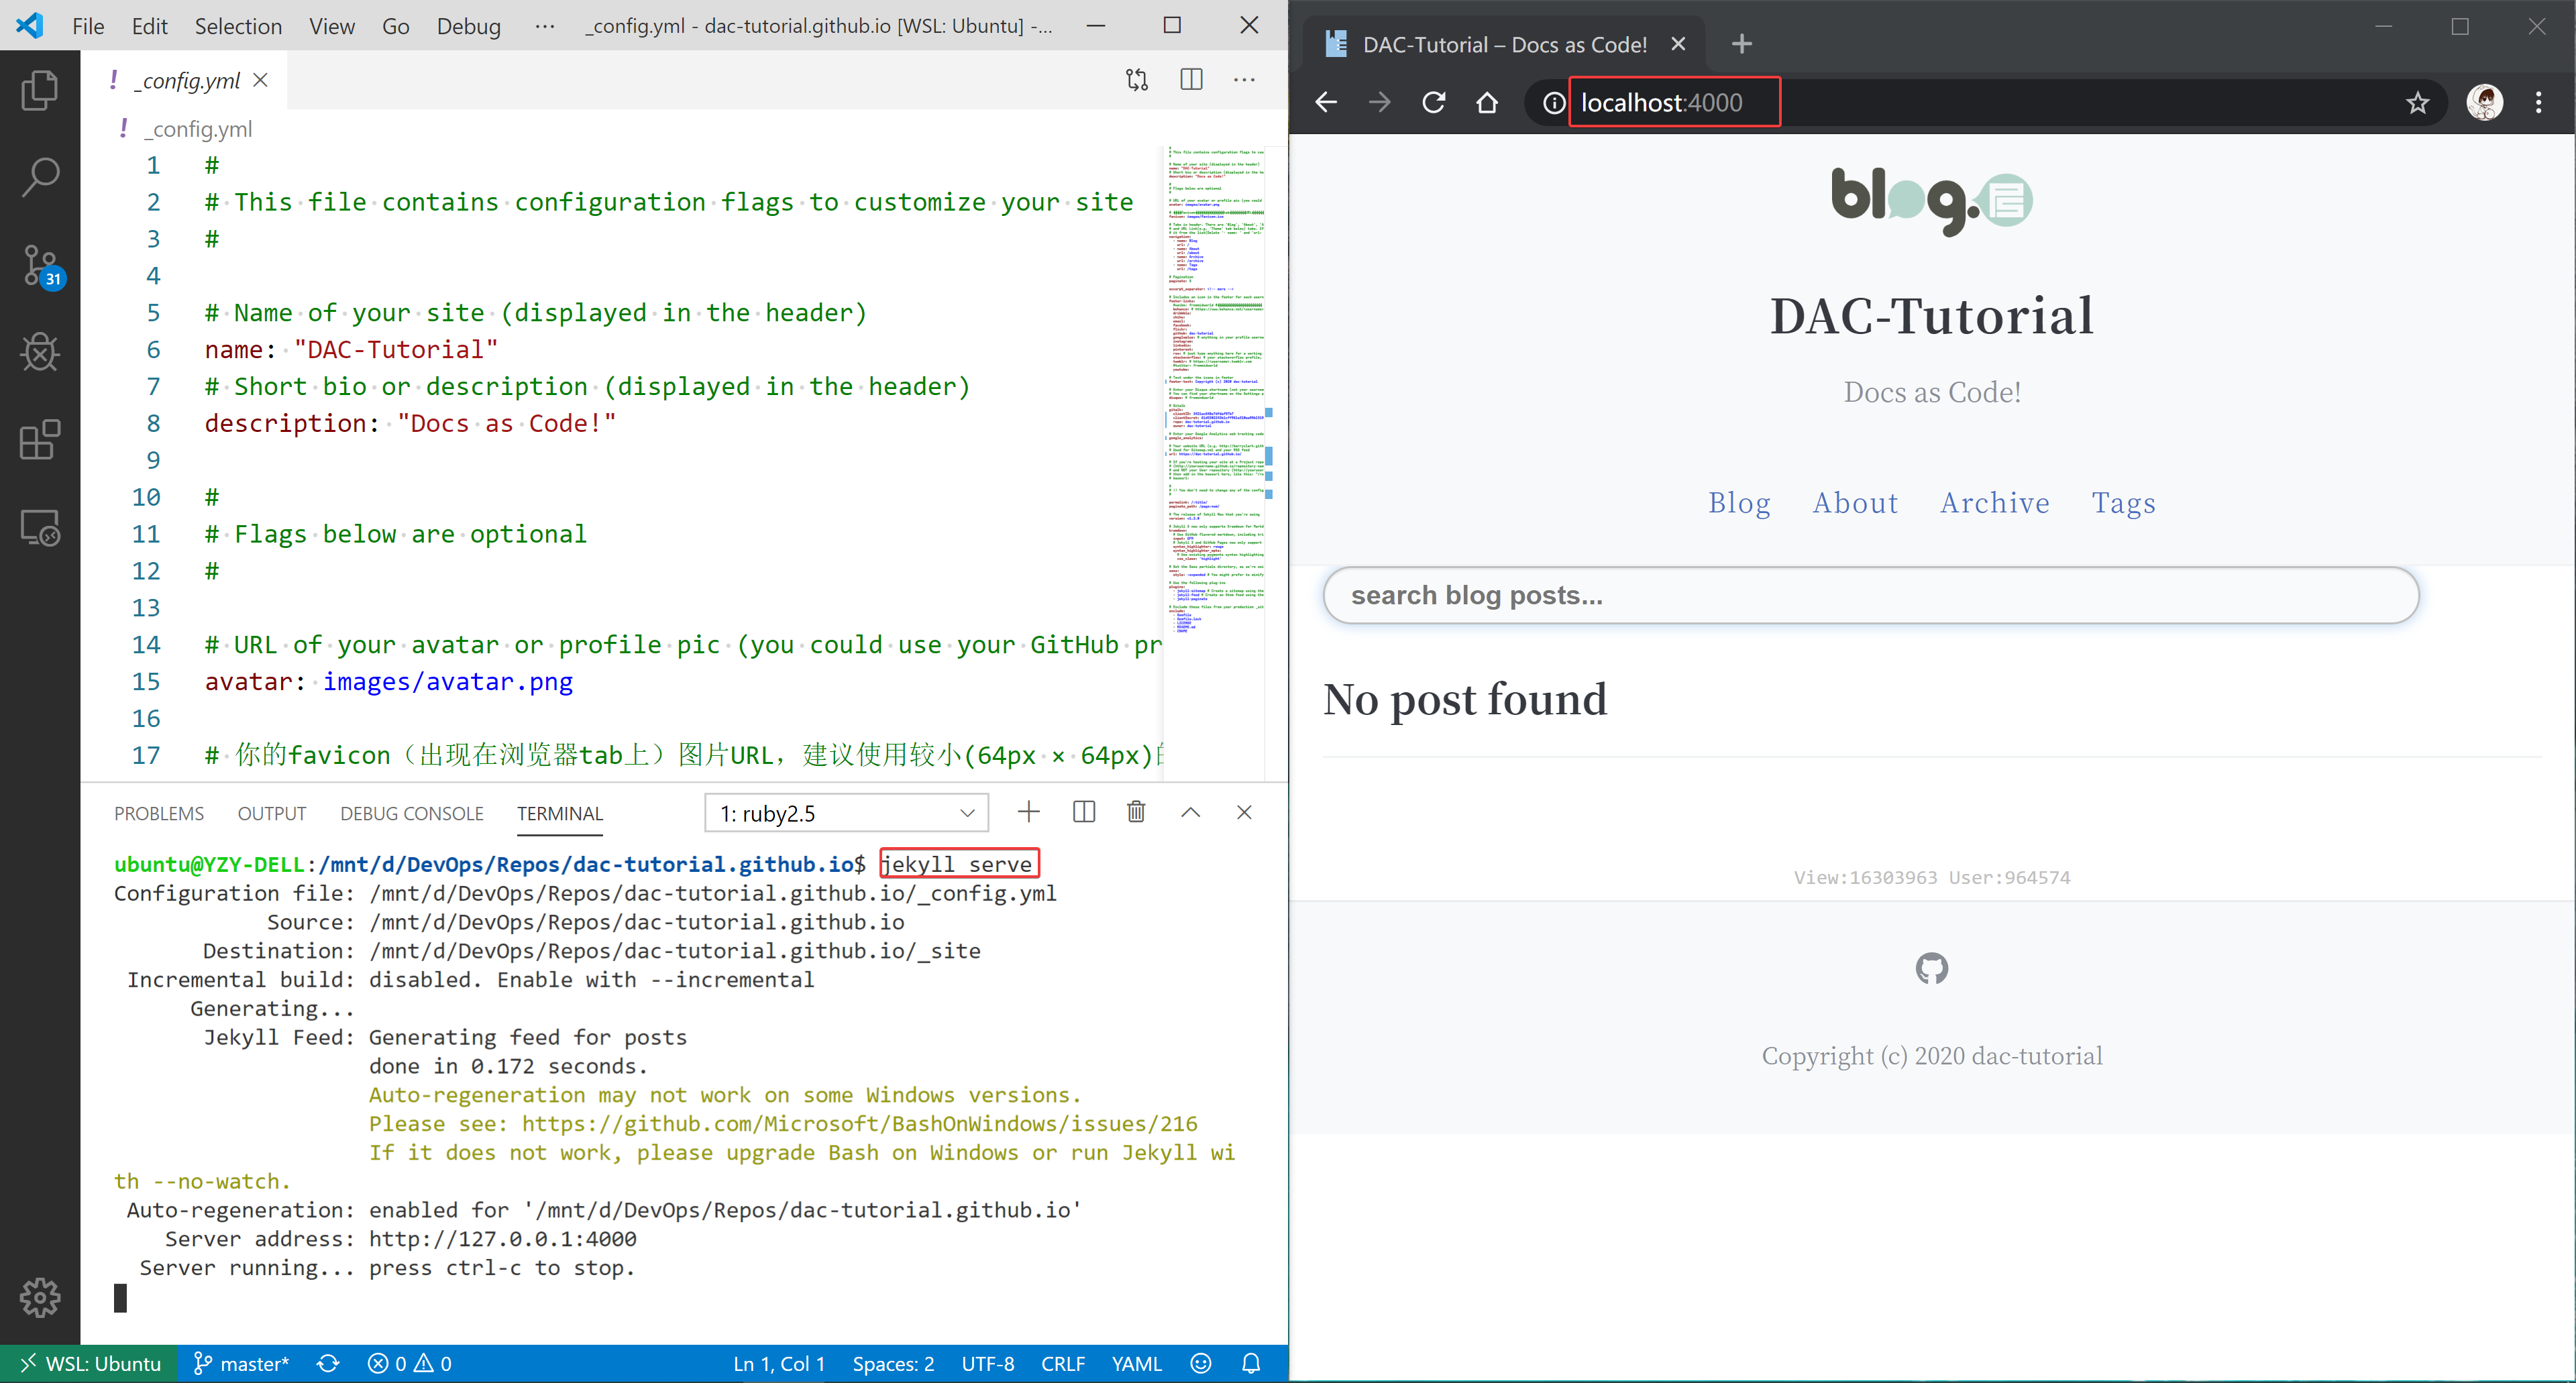 File Edit Selection View Go Debug ··· _config.yml - dac-tutorial.github.io [WSL: Ubuntu] -...
! _config.yml
! _config.yml
31
1 #
2 # This file contains configuration flags to customize your site
3 #
4
5 # Name of your site (displayed in the header)
6 name: "DAC-Tutorial"
7 # Short bio or description (displayed in the header)
8 description: "Docs as Code!"
9
10 #
11 # Flags below are optional
12 #
13
14 # URL of your avatar or profile pic (you could use your GitHub pr
15 avatar: images/avatar.png
16
17 # 你的favicon（出现在浏览器tab上）图片URL，建议使用较小(64px × 64px)
PROBLEMS OUTPUT DEBUG CONSOLE TERMINAL 1: ruby2.5
ubuntu@YZY-DELL:/mnt/d/DevOps/Repos/dac-tutorial.github.io$ jekyll serve
Configuration file: /mnt/d/DevOps/Repos/dac-tutorial.github.io/_config.yml
Source: /mnt/d/DevOps/Repos/dac-tutorial.github.io
Destination: /mnt/d/DevOps/Repos/dac-tutorial.github.io/_site
Incremental build: disabled. Enable with --incremental
Generating...
Jekyll Feed: Generating feed for posts
done in 0.172 seconds.
Auto-regeneration may not work on some Windows versions.
Please see: https://github.com/Microsoft/BashOnWindows/issues/216
If it does not work, please upgrade Bash on Windows or run Jekyll wi
th --no-watch.
Auto-regeneration: enabled for '/mnt/d/DevOps/Repos/dac-tutorial.github.io'
Server address: http://127.0.0.1:4000
Server running... press ctrl-c to stop.
WSL: Ubuntu master* 0 0 Ln 1, Col 1 Spaces: 2 UTF-8 CRLF YAML
DAC-Tutorial – Docs as Code!
localhost:4000
blog.
DAC-Tutorial
Docs as Code!
Blog About Archive Tags
search blog posts...
No post found
View:16303963 User:964574
Copyright (c) 2020 dac-tutorial